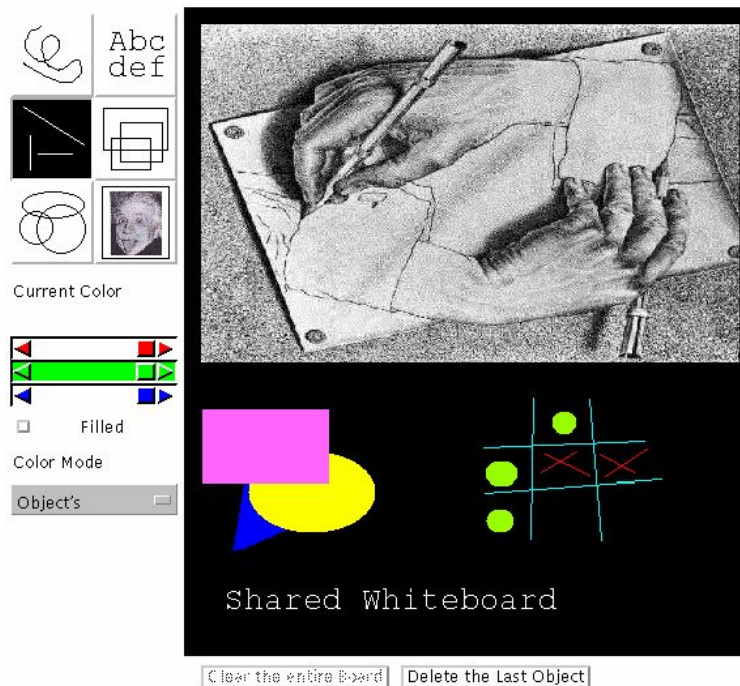 Abc
def
Current Color
Filled
Color Mode
Object's
Shared Whiteboard
Clear the entire Board
Delete the Last Object